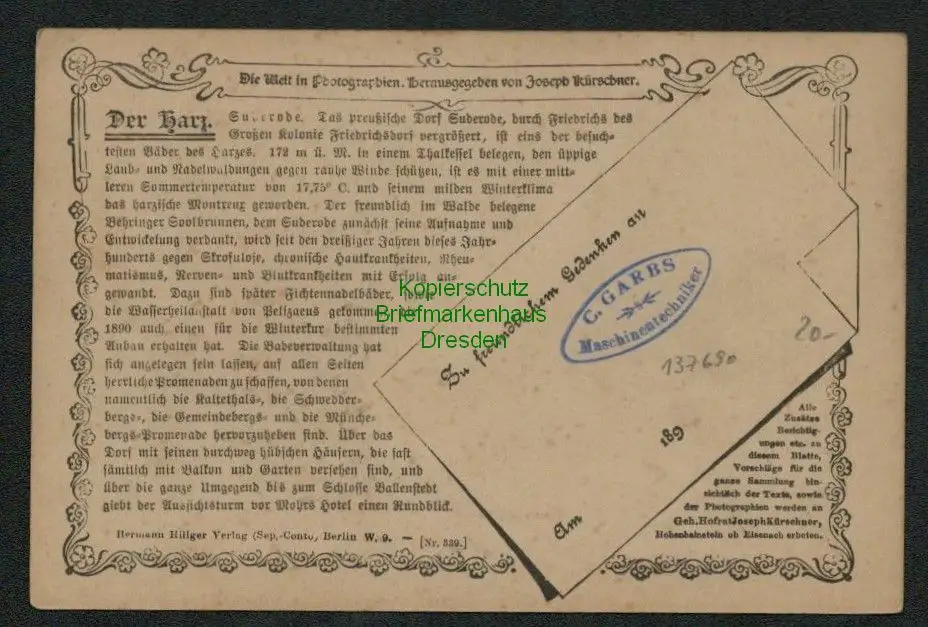 Die Welt in Photographien. Herausgegeben von Joseph Kürschner.
Der Harz.
Suderode. Das preußische Dorf Suderode, durch Friedrichs des
Großen Kolonie Friedrichsdorf vergrößert, ist eins der besuch-
testen Bäder des Harzes. 172 m ü. M. in einem Thalkessel belegen, den üppige
Laub- und Nadelwaldungen gegen rauhe Winde schützen, ist es mit einer mitt-
leren Sommertemperatur von 17,75° C. und seinem milden Winterklima
das harzische Montreux geworden. Der freundlich im Walde belegene
Behringer Soolbrunnen, dem Suderode zunächst seine Aufnahme und
Entwickelung verdankt, wird seit den dreißiger Jahren dieses Jahr-
hunderts gegen Skrofulose, chronische Hautkrankheiten, Rheu-
matismus, Nerven- und Blutkrankheiten mit Erfolg an-
gewandt. Dazu sind später Fichtennadelbäder, sowie
die Wasserheilanstalt von Pelizaeus gekommen, die
1890 auch einen für die Winterkur bestimmten
Anbau erhalten hat. Die Badeverwaltung hat
sich angelegen sein lassen, auf allen Seiten
herrliche Promenaden zu schaffen, von denen
namentlich die Kaltethals-, die Schwedder-
bergs-, die Gemeindebergs- und die Münche-
bergs-Promenade hervorzuheben sind. Über das
Dorf mit seinen durchweg hübschen Häusern, die fast
sämtlich mit Balkon und Garten versehen sind, und
über die ganze Umgegend bis zum Schlosse Ballenstedt
giebt der Aussichtsturm vor Mohrs Hotel einen Rundblick.
Hermann Hillger Verlag (Sep.-Conto), Berlin W. 9. — [Nr. 339.]
Zu freundlichem Gedenken an
C. GARBS
Maschinentechniker
137690
20.-
Am
189
Alle
Zusätze
Berichtig-
ungen etc. zu
diesem Blatte,
Vorschläge für die
ganze Sammlung hin-
sichtlich der Texte, sowie
der Photographien werden an
Geh. Hofrat Joseph Kürschner,
Hohenhainstein ob Eisenach erbeten.
Kopierschutz
Briefmarkenhaus
Dresden